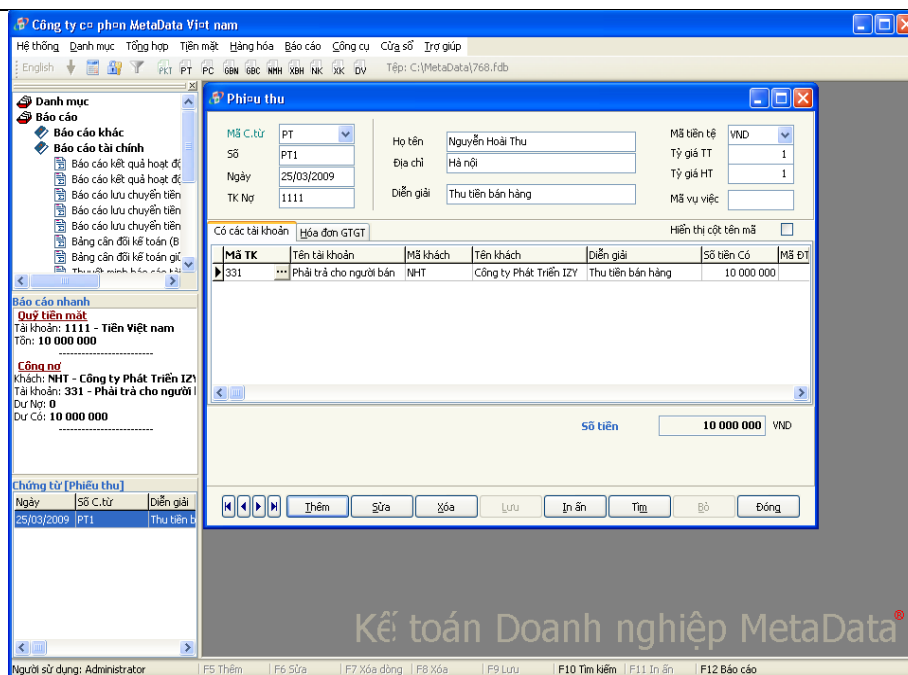 Công ty c¤ ph¤n MetaData Vi¤t nam
Hệ thống Danh mục Tổng hợp Tiền mặt Hàng hóa Báo cáo Công cụ Cửa sổ Trợ giúp
English PKT PT PC GBN GBC NMH XBH NK XK DV Tệp: C:\MetaData\768.fdb
Danh mục
Báo cáo
Báo cáo khác
Báo cáo tài chính
Báo cáo kết quả hoạt độ
Báo cáo kết quả hoạt độ
Báo cáo lưu chuyển tiền
Báo cáo lưu chuyển tiền
Báo cáo lưu chuyển tiền
Bảng cân đối kế toán (B
Bảng cân đối kế toán giữ
Thuyết minh báo cáo tài
Báo cáo nhanh
Quỹ tiền mặt
Tài khoản: 1111 - Tiền Việt nam
Tồn: 10 000 000
Công nợ
Khách: NHT - Công ty Phát Triển IZY
Tài khoản: 331 - Phải trả cho người
Dư Nợ: 0
Dư Có: 10 000 000
Chứng từ [Phiếu thu]
Ngày Số C.từ Diễn giải
25/03/2009 PT1 Thu tiền b
Phi¤u thu
Mã C.từ PT
Số PT1
Ngày 25/03/2009
TK Nợ 1111
Họ tên Nguyễn Hoài Thu
Địa chỉ Hà nội
Diễn giải Thu tiền bán hàng
Mã tiền tệ VND
Tỷ giá TT 1
Tỷ giá HT 1
Mã vụ việc
Có các tài khoản Hóa đơn GTGT Hiển thị cột tên mã
Mã TK Tên tài khoản Mã khách Tên khách Diễn giải Số tiền Có Mã ĐT
331 ... Phải trả cho người bán NHT Công ty Phát Triển IZY Thu tiền bán hàng 10 000 000
Số tiền 10 000 000 VND
Thêm Sửa Xóa Lưu In ấn Tìm Bỏ Đóng
Kế toán Doanh nghiệp MetaData®
Người sử dụng: Administrator F5 Thêm F6 Sửa F7 Xóa dòng F8 Xóa F9 Lưu F10 Tìm kiếm F11 In ấn F12 Báo cáo